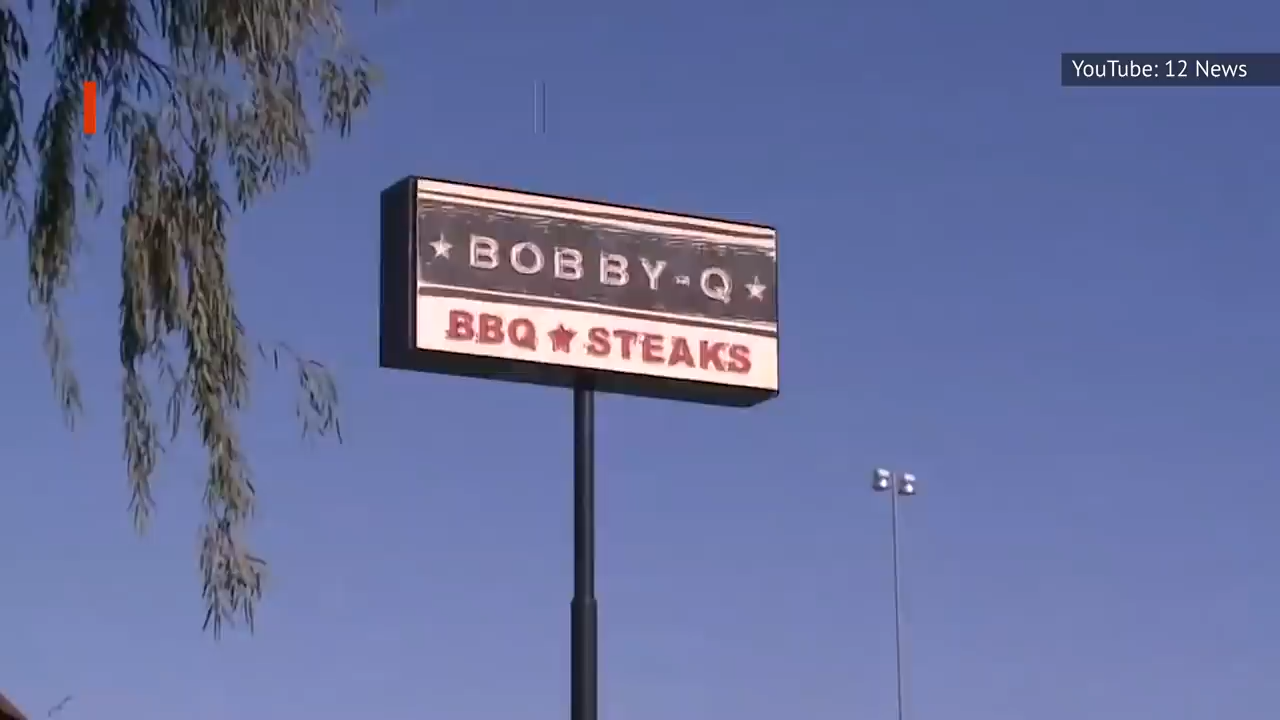 YouTube: 12 News
★ BOBBY-Q ★
BBQ ★ STEAKS